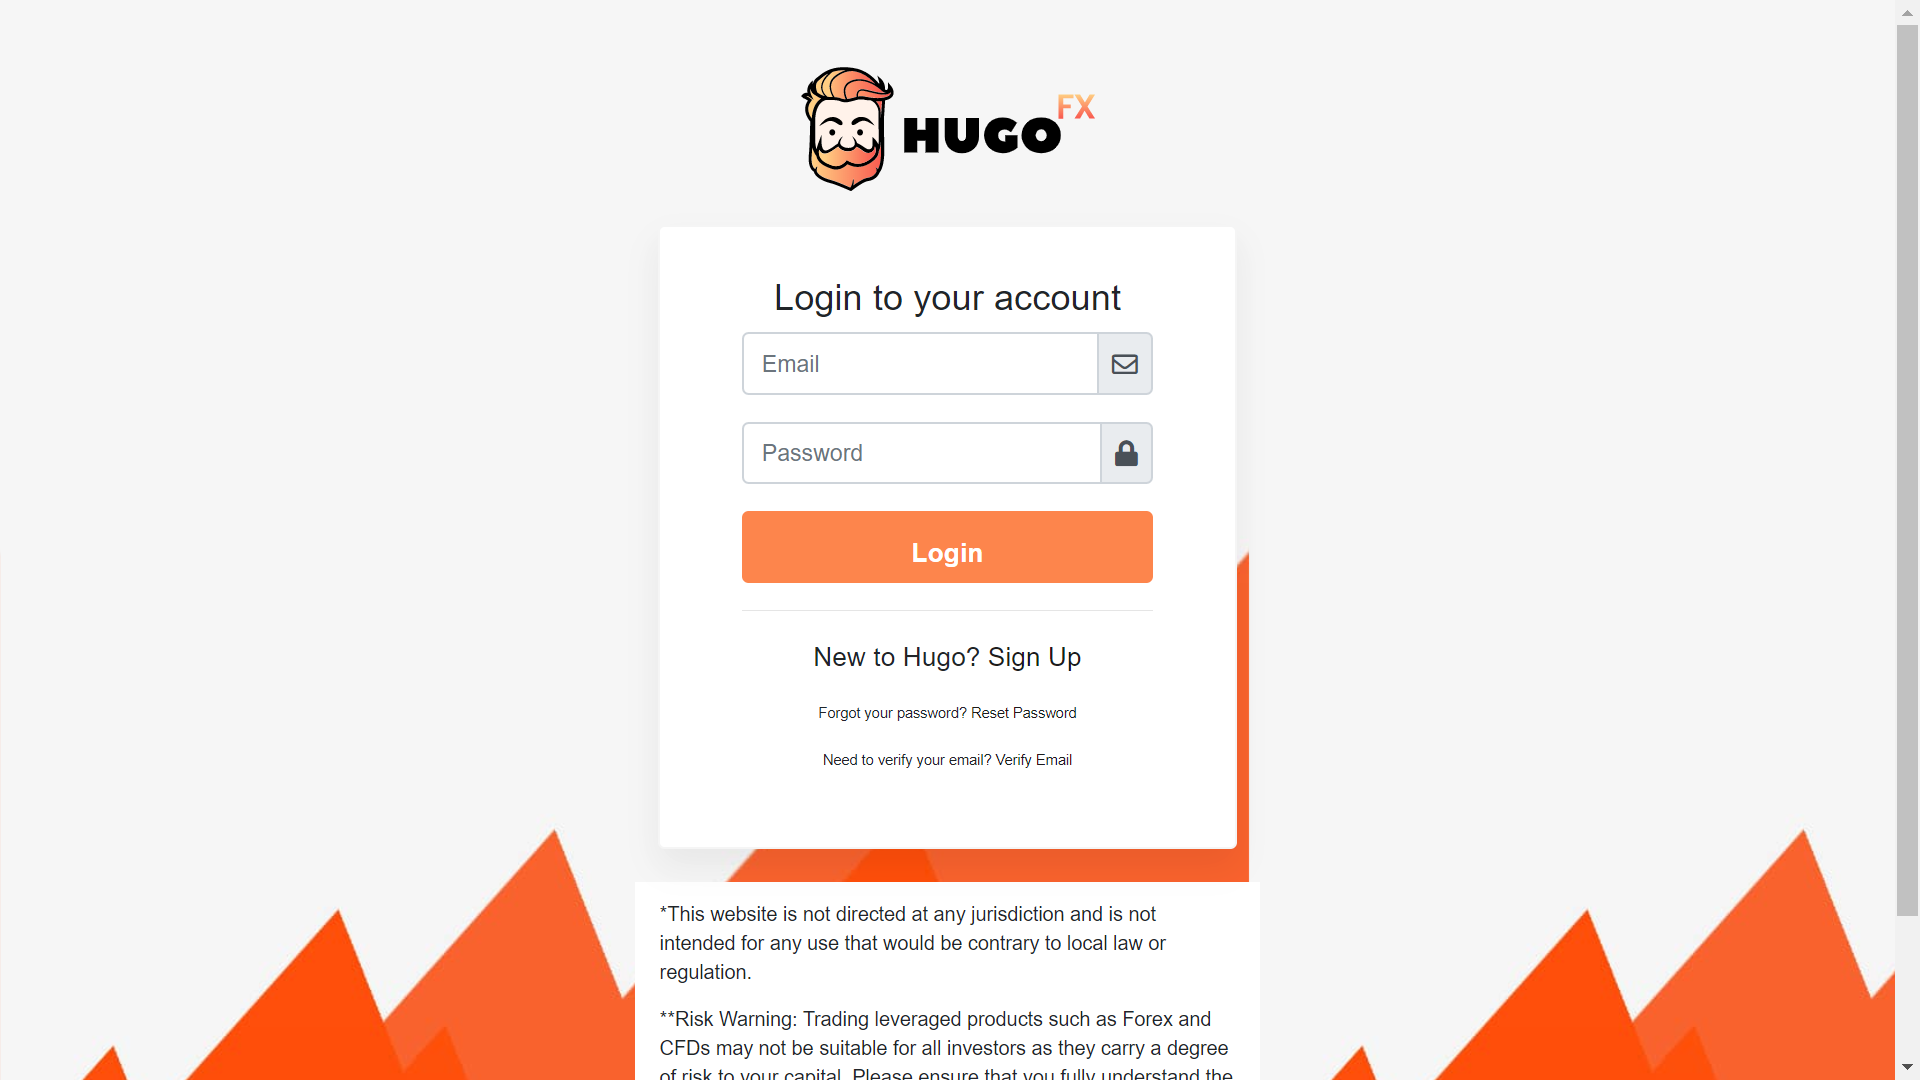 HUGO FX
Login to your account
Email
Password
Login
New to Hugo? Sign Up
Forgot your password? Reset Password
Need to verify your email? Verify Email
*This website is not directed at any jurisdiction and is not
intended for any use that would be contrary to local law or
regulation.
**Risk Warning: Trading leveraged products such as Forex and
CFDs may not be suitable for all investors as they carry a degree
of risk to your capital. Please ensure that you fully understand the